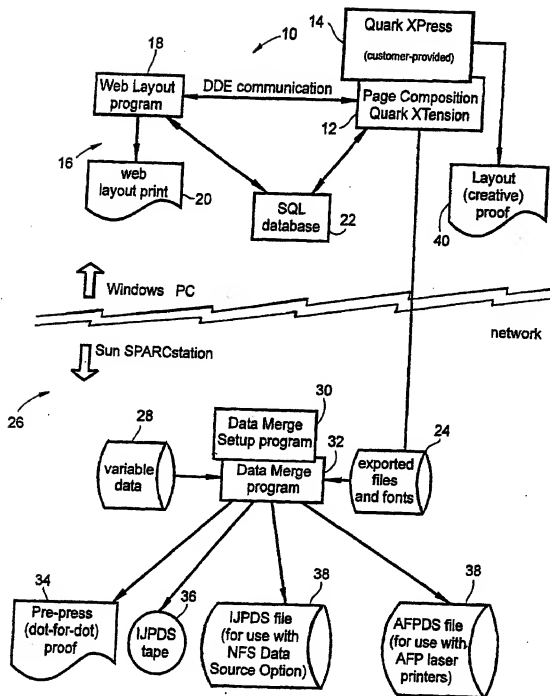 14
Quark XPress
(customer-provided)
10
18
Web Layout
program
DDE communication
Page Composition
Quark XTension
12
16
web
layout print
20
SQL
database
22
Layout
(creative)
proof
40
Windows PC
network
Sun SPARCstation
26
30
Data Merge
Setup program
28
32
24
variable
data
Data Merge
program
exported
files
and fonts
34
Pre-press
(dot-for-dot)
proof
36
IJPDS
tape
38
IJPDS file
(for use with
NFS Data
Source Option)
38
AFPDS file
(for use with
AFP laser
printers)